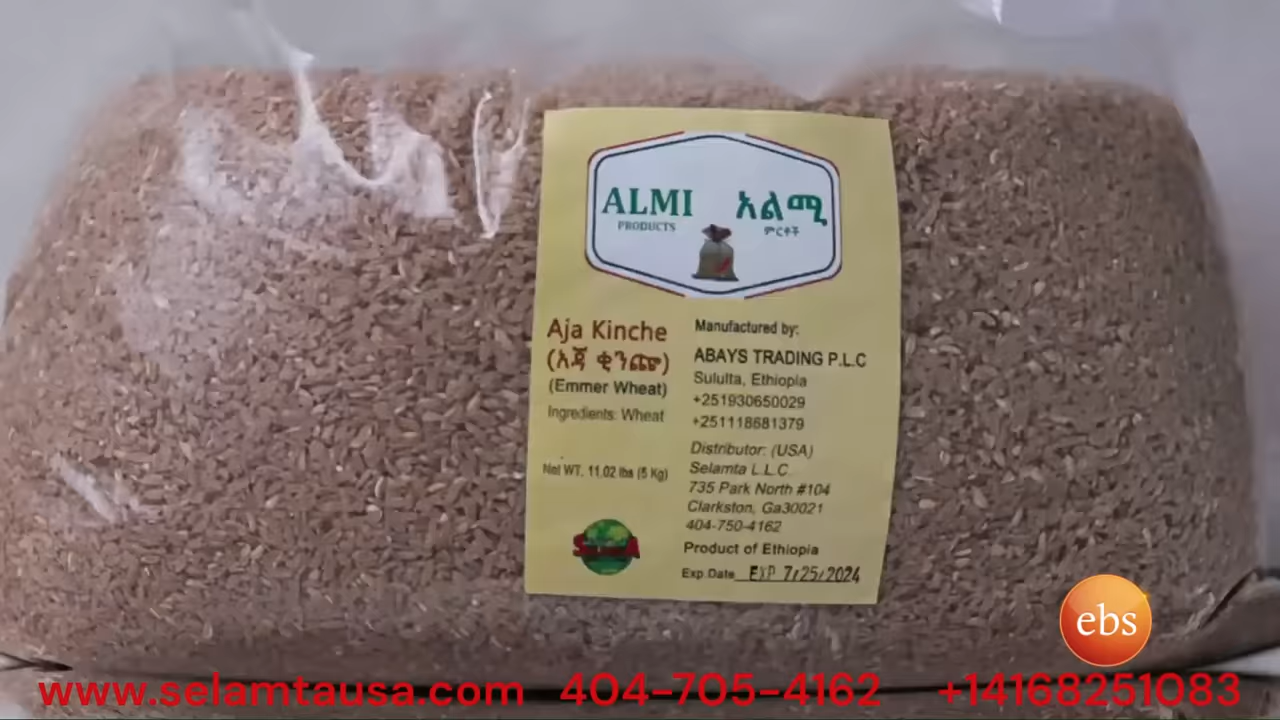 ALMI
PRODUCTS
አልሚ
ምርቶች
Aja Kinche
(አጃ ቂንጬ)
(Emmer Wheat)
Ingredients: Wheat
Net WT. 11.02 lbs (5 Kg)
Manufactured by:
ABAYS TRADING P.L.C
Sululta, Ethiopia
+251930650029
+251118681379
Distributor: (USA)
Selamta L.L.C.
735 Park North #104
Clarkston, Ga30021
404-750-4162
Product of Ethiopia
Exp.Date EXP 7/25/2024
ebs
www.selamtausa.com 404-705-4162 +14168251083